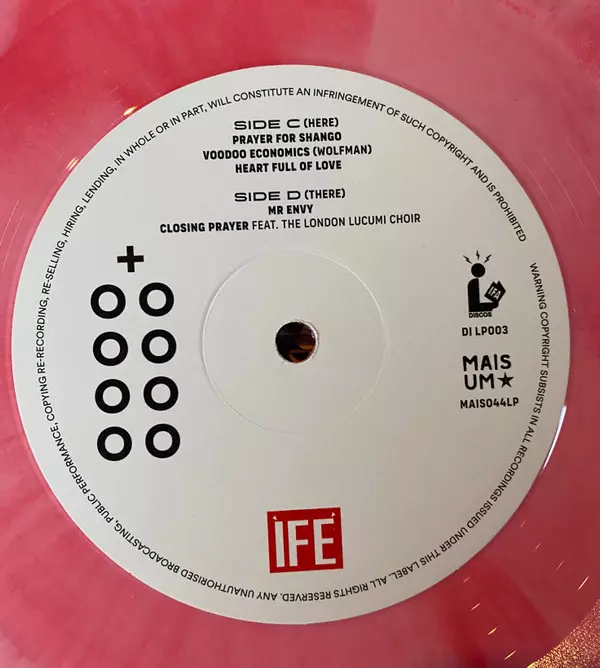 SIDE C (HERE)
PRAYER FOR SHANGO
VOODOO ECONOMICS (WOLFMAN)
HEART FULL OF LOVE
SIDE D (THERE)
MR ENVY
CLOSING PRAYER FEAT. THE LONDON LUCUMI CHOIR
IFÁ
DISCOS
DI LP003
MAIS
UM★
MAIS044LP
ÌFÉ
WARNING COPYRIGHT SUBSISTS IN ALL RECORDINGS ISSUED UNDER THIS LABEL. ALL RIGHTS RESERVED. ANY UNAUTHORISED BROADCASTING, PUBLIC PERFORMANCE, COPYING RE-RECORDING, RE-SELLING, HIRING, LENDING, IN WHOLE OR IN PART, WILL CONSTITUTE AN INFRINGEMENT OF SUCH COPYRIGHT AND IS PROHIBITED